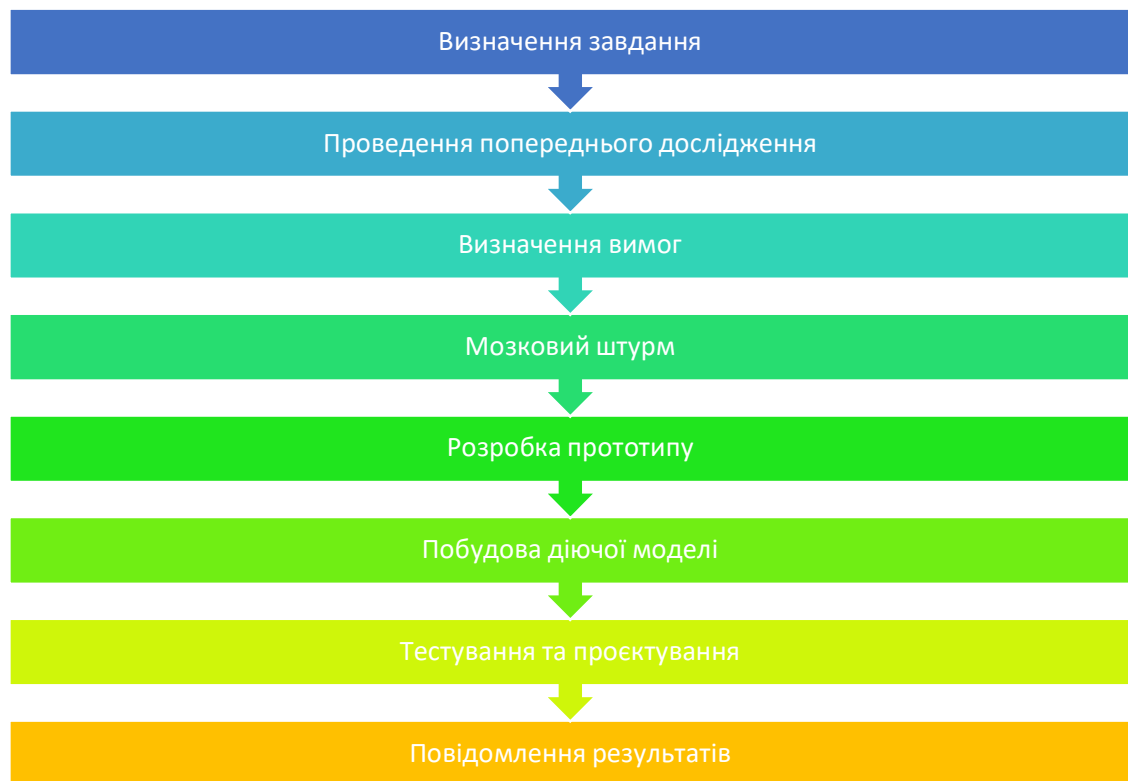 Визначення завдання
Проведення попереднього дослідження
Визначення вимог
Мозковий штурм
Розробка прототипу
Побудова діючої моделі
Тестування та проєктування
Повідомлення результатів